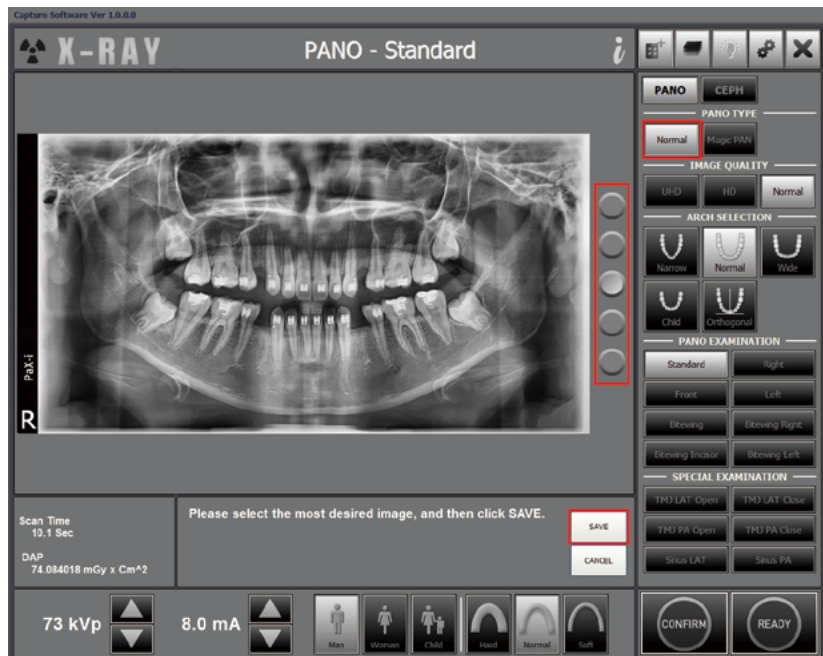 Capture Software Ver 1.0.0.0
X-RAY
PANO - Standard
i
PaX-i
R
PANO
CEPH
PANO TYPE
Normal
Magic PAN
IMAGE QUALITY
UHD
HD
Normal
ARCH SELECTION
Narrow
Normal
Wide
Child
Orthogonal
PANO EXAMINATION
Standard
Right
Front
Left
Bitewing
Bitewing Right
Bitewing Incisor
Bitewing Left
SPECIAL EXAMINATION
TMJ LAT Open
TMJ LAT Close
TMJ PA Open
TMJ PA Close
Sinus LAT
Sinus PA
Scan Time
10.1 Sec
DAP
74.084018 mGy x Cm^2
Please select the most desired image, and then click SAVE.
SAVE
CANCEL
73 kVp
8.0 mA
Man
Woman
Child
Hard
Normal
Soft
CONFIRM
READY